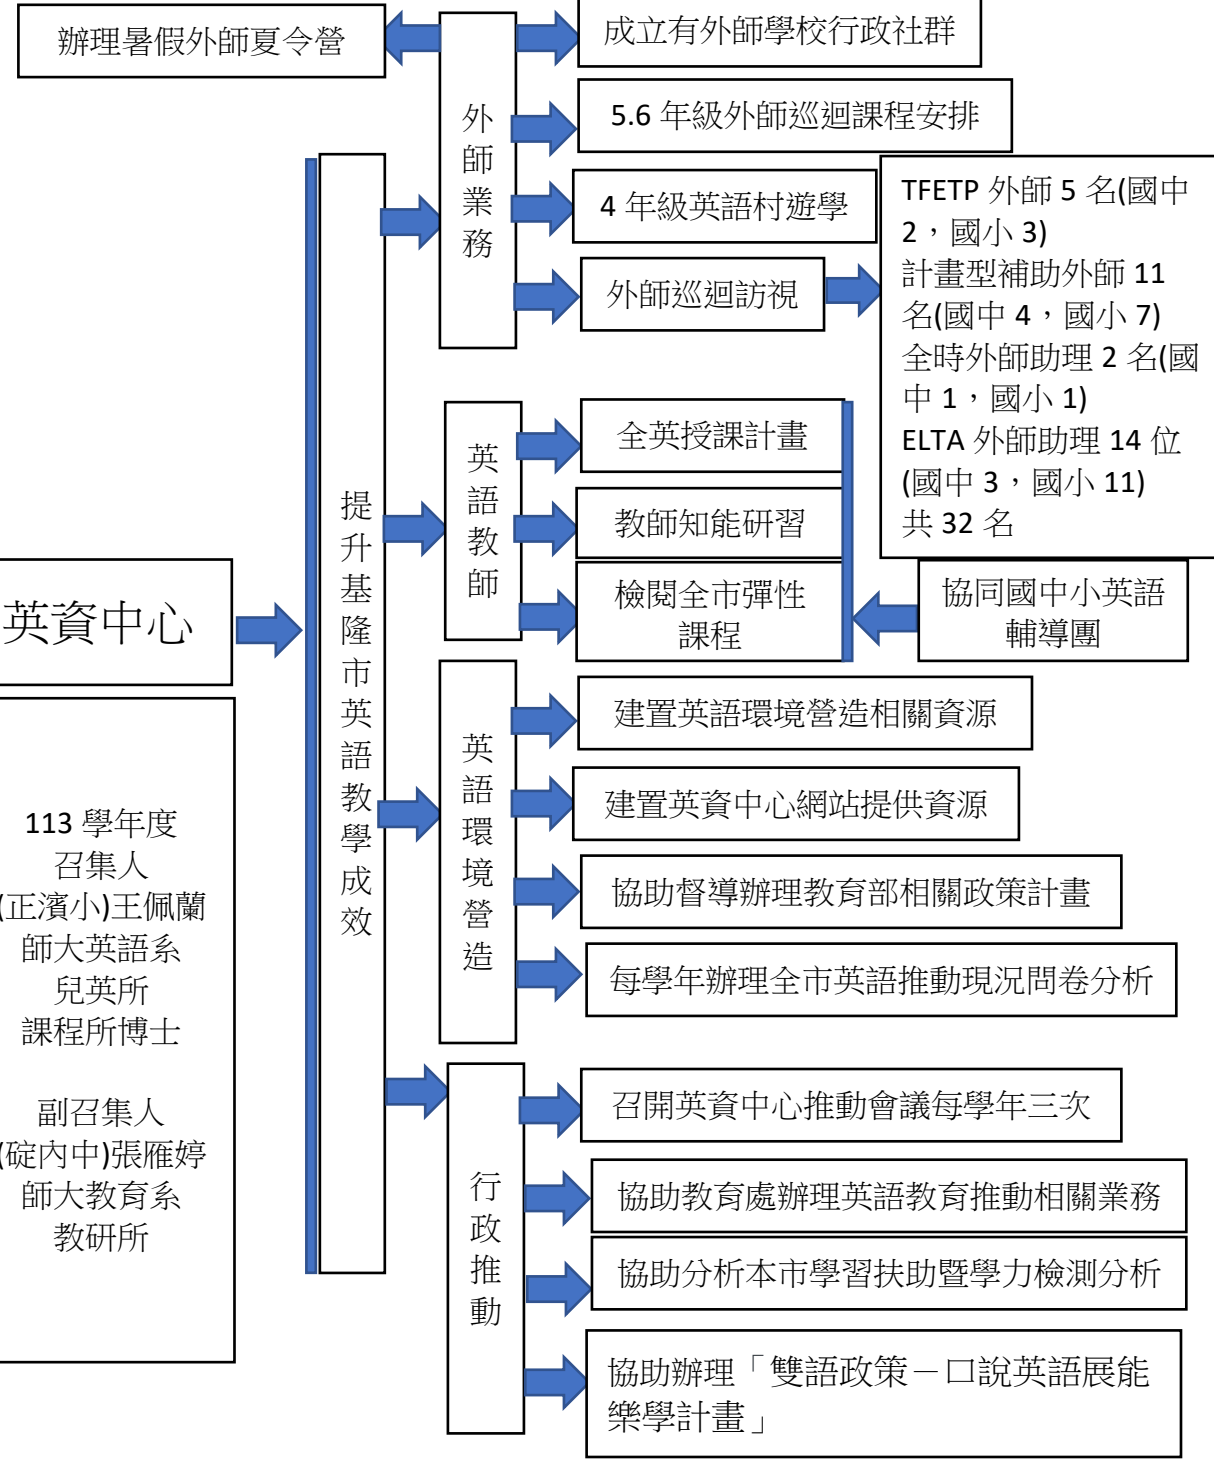 辦理暑假外師夏令營
成立有外師學校行政社群
5.6 年級外師巡迴課程安排
4 年級英語村遊學
外師巡迴訪視
外師業務
TFETP 外師 5 名(國中
2，國小 3)
計畫型補助外師 11
名(國中 4，國小 7)
全時外師助理 2 名(國
中 1，國小 1)
ELTA 外師助理 14 位
(國中 3，國小 11)
共 32 名
英語教師
全英授課計畫
教師知能研習
檢閱全市彈性
課程
協同國中小英語
輔導團
英資中心
提升基隆市英語教學成效
英語環境營造
建置英語環境營造相關資源
建置英資中心網站提供資源
協助督導辦理教育部相關政策計畫
每學年辦理全市英語推動現況問卷分析
113 學年度
召集人
(正濱小)王佩蘭
師大英語系
兒英所
課程所博士
副召集人
(碇內中)張雁婷
師大教育系
教研所
行政推動
召開英資中心推動會議每學年三次
協助教育處辦理英語教育推動相關業務
協助分析本市學習扶助暨學力檢測分析
協助辦理「雙語政策－口說英語展能
樂學計畫」